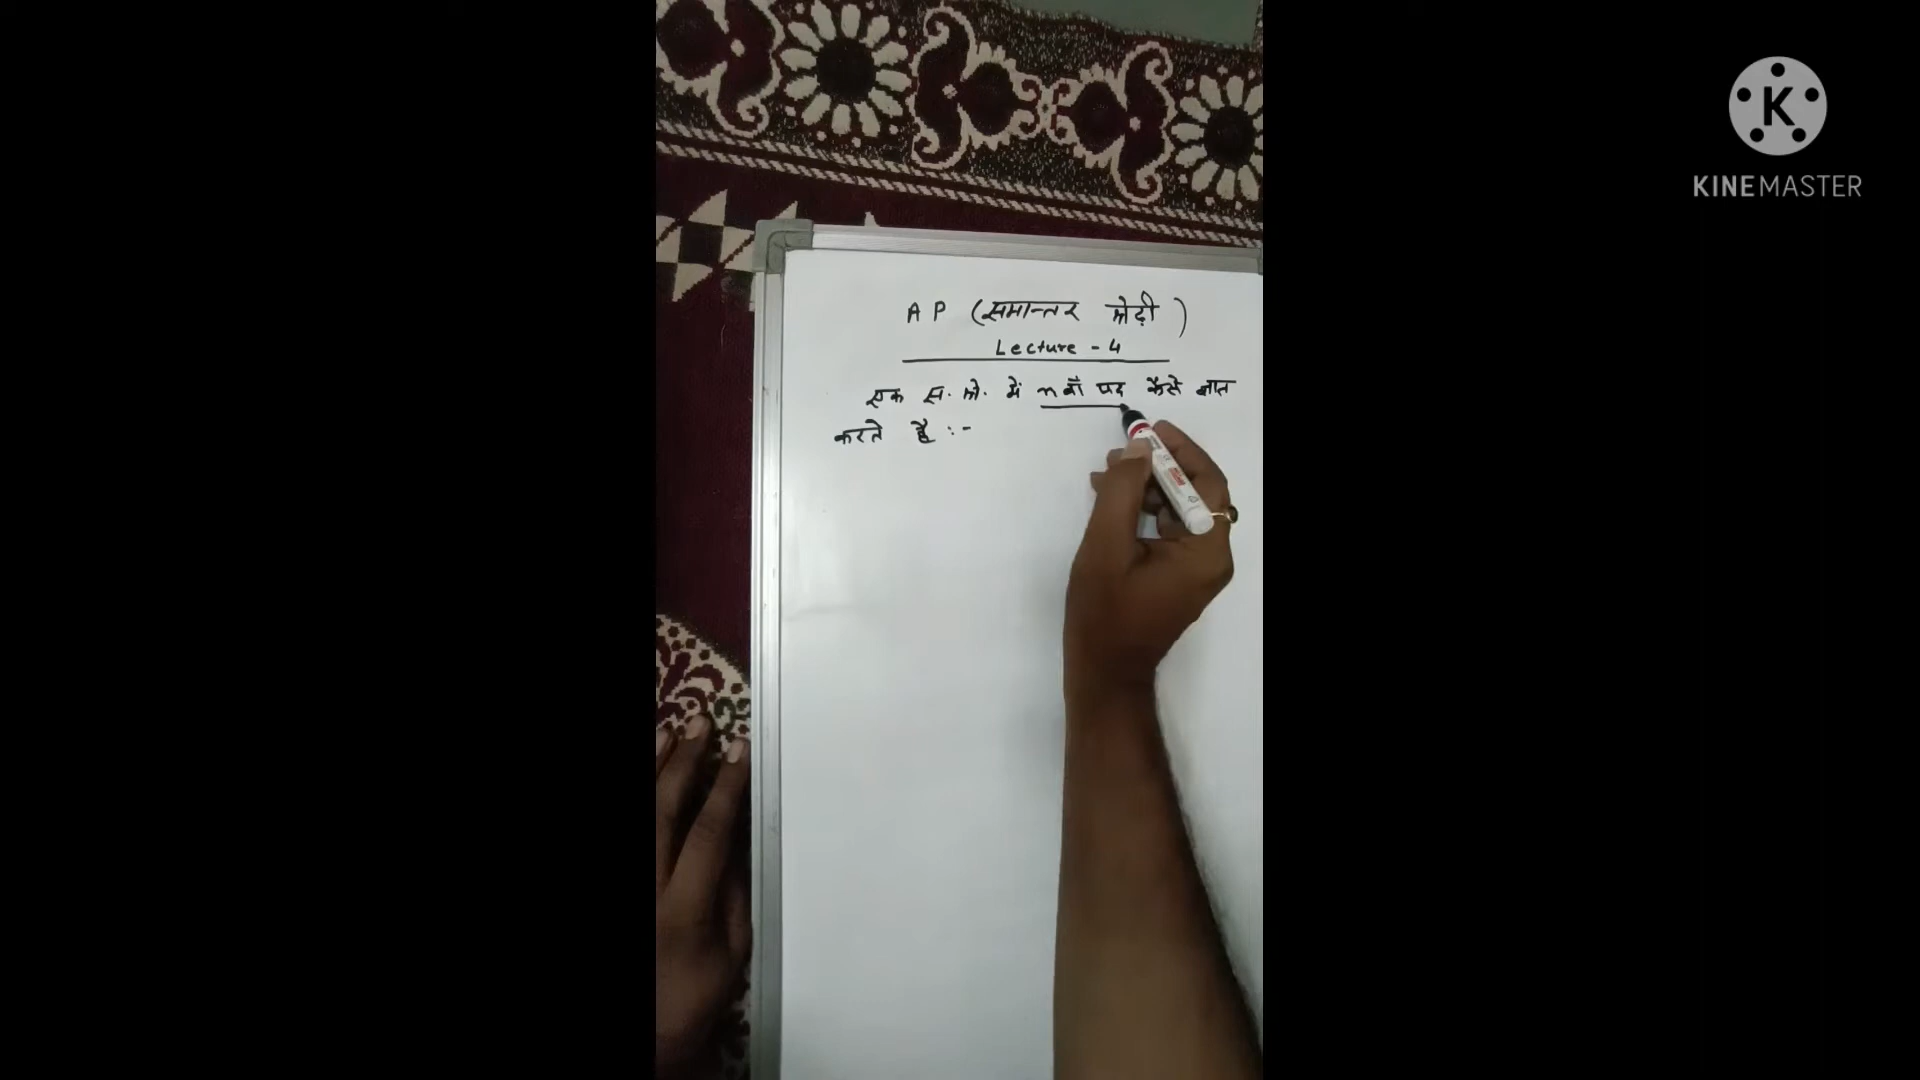 AP (समान्तर श्रेढ़ी)
Lecture - 4
एक स. श्रे. में nवाँ पद कैसे ज्ञात
करते है :-
K
KINEMASTER